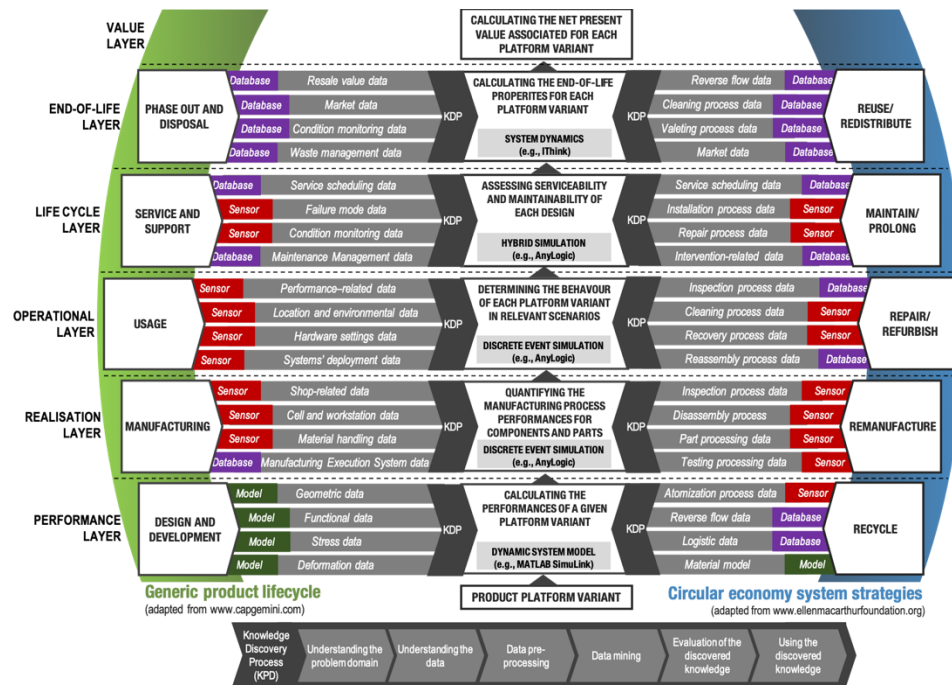 VALUE
LAYER
CALCULATING THE NET PRESENT
VALUE ASSOCIATED FOR EACH
PLATFORM VARIANT
END-OF-LIFE
LAYER
PHASE OUT AND
DISPOSAL
Database Resale value data
Database Market data
Database Condition monitoring data
Database Waste management data
KDP
CALCULATING THE END-OF-LIFE
PROPERITES FOR EACH
PLATFORM VARIANT
SYSTEM DYNAMICS
(e.g., iThink)
KDP
Reverse flow data Database
Cleaning process data Database
Valeting process data Database
Market data Database
REUSE/
REDISTRIBUTE
LIFE CYCLE
LAYER
SERVICE AND
SUPPORT
Database Service scheduling data
Sensor Failure mode data
Sensor Condition monitoring data
Database Maintenance Management data
KDP
ASSESSING SERVICEABILITY
AND MAINTAINABILITY OF
EACH DESIGN
HYBRID SIMULATION
(e.g., AnyLogic)
KDP
Service scheduling data Database
Installation process data Sensor
Repair process data Sensor
Intervention-related data Database
MAINTAIN/
PROLONG
OPERATIONAL
LAYER
USAGE
Sensor Performance–related data
Sensor Location and environmental data
Sensor Hardware settings data
Sensor Systems' deployment data
KDP
DETERMINING THE BEHAVIOUR
OF EACH PLATFORM VARIANT
IN RELEVANT SCENARIOS
DISCRETE EVENT SIMULATION
(e.g., AnyLogic)
KDP
Inspection process data Database
Cleaning process data Sensor
Recovery process data Sensor
Reassembly process data Database
REPAIR/
REFURBISH
REALISATION
LAYER
MANUFACTURING
Sensor Shop-related data
Sensor Cell and workstation data
Sensor Material handling data
Database Manufacturing Execution System data
KDP
QUANTIFYING THE
MANUFACTURING PROCESS
PERFORMANCES FOR
COMPONENTS AND PARTS
DISCRETE EVENT SIMULATION
(e.g., AnyLogic)
KDP
Inspection process data Sensor
Disassembly process Sensor
Part processing data Sensor
Testing processing data Sensor
REMANUFACTURE
PERFORMANCE
LAYER
DESIGN AND
DEVELOPMENT
Model Geometric data
Model Functional data
Model Stress data
Model Deformation data
KDP
CALCULATING THE
PERFORMANCES OF A GIVEN
PLATFORM VARIANT
DYNAMIC SYSTEM MODEL
(e.g., MATLAB SimuLink)
KDP
Atomization process data Sensor
Reverse flow data Database
Logistic data Database
Material model Model
RECYCLE
Generic product lifecycle
(adapted from www.capgemini.com)
PRODUCT PLATFORM VARIANT
Circular economy system strategies
(adapted from www.ellenmacarthurfoundation.org)
Knowledge
Discovery
Process
(KPD)
Understanding the
problem domain
Understanding
the data
Data pre-
processing
Data mining
Evaluation of the
discovered
knowledge
Using the
discovered
knowledge